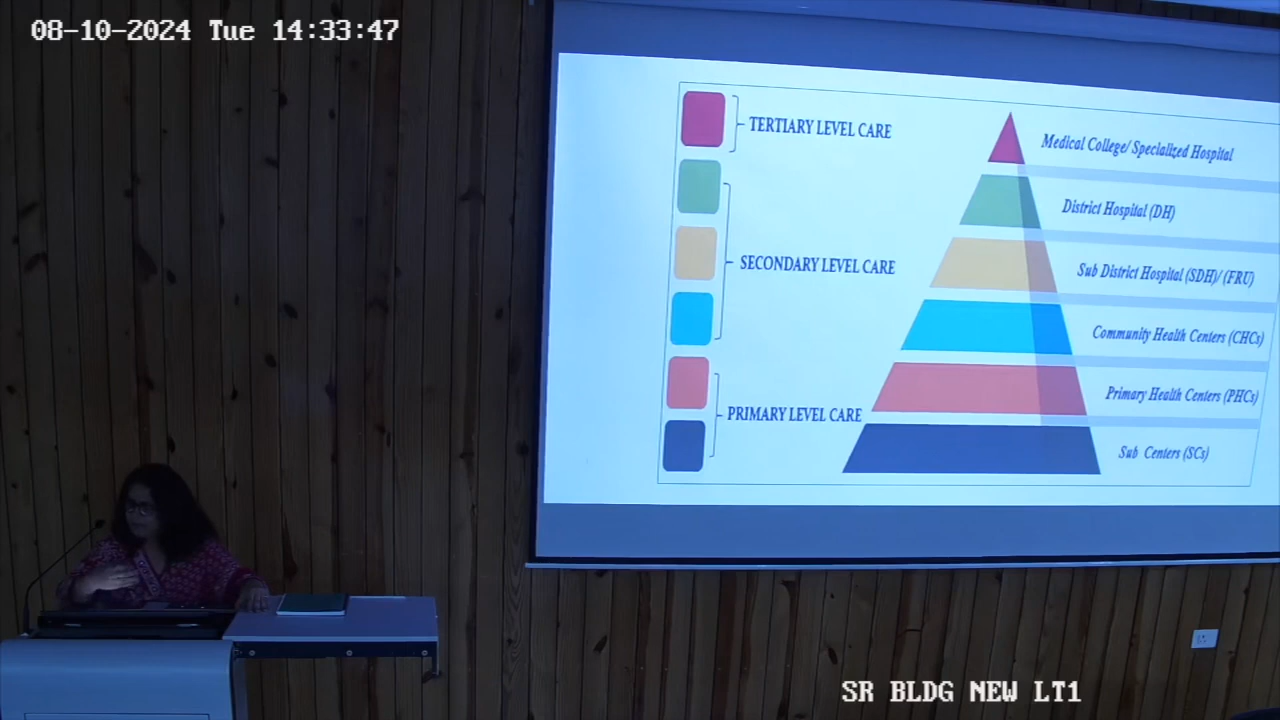 08-10-2024 Tue 14:33:47
TERTIARY LEVEL CARE
Medical College/ Specialized Hospital
District Hospital (DH)
SECONDARY LEVEL CARE
Sub District Hospital (SDH)/ (FRU)
Community Health Centers (CHCs)
Primary Health Centers (PHCs)
PRIMARY LEVEL CARE
Sub Centers (SCs)
SR BLDG NEW LT1